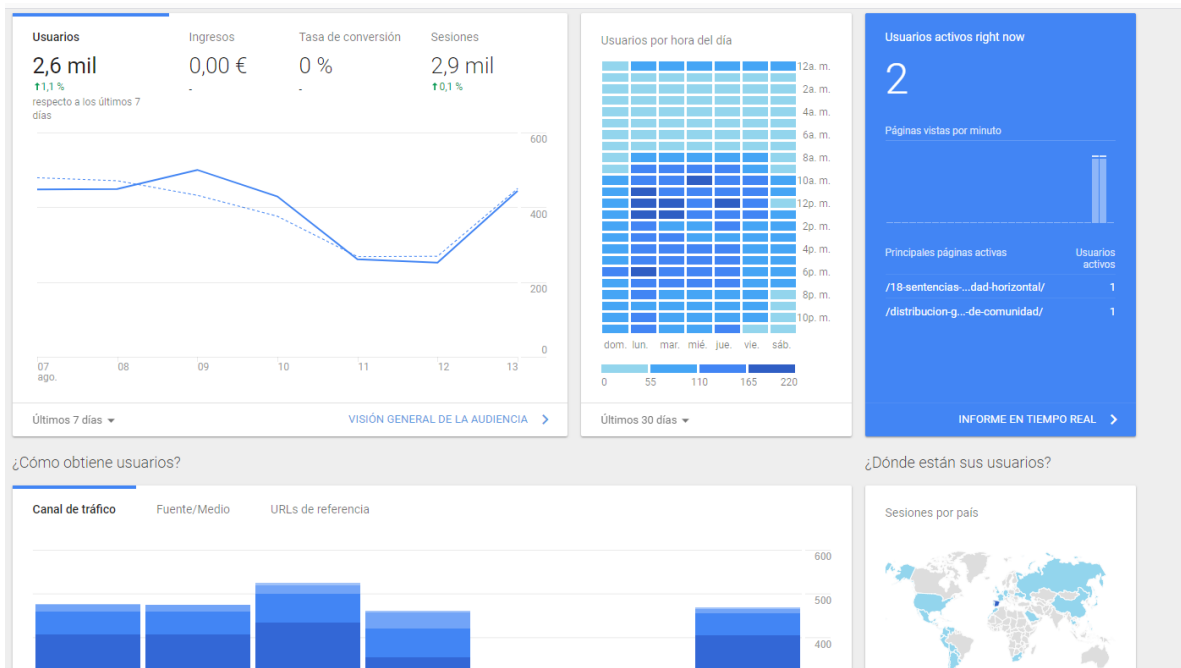 Usuarios
Ingresos
Tasa de conversión
Sesiones
2,6 mil
0,00 €
0 %
2,9 mil
1,1 %
-
-
0,1 %
respecto a los últimos 7
días
600
400
200
0
07
ago.
08
09
10
11
12
13
Últimos 7 días
VISIÓN GENERAL DE LA AUDIENCIA
Usuarios por hora del día
12a. m.
2a. m.
4a. m.
6a. m.
8a. m.
10a. m.
12p. m.
2p. m.
4p. m.
6p. m.
8p. m.
10p. m.
dom. lun. mar. mié. jue. vie. sáb.
0 55 110 165 220
Últimos 30 días
Usuarios activos right now
2
Páginas vistas por minuto
Principales páginas activas
Usuarios
activos
/18-sentencias-...dad-horizontal/ 1
/distribucion-g...-de-comunidad/ 1
INFORME EN TIEMPO REAL
¿Cómo obtiene usuarios?
Canal de tráfico
Fuente/Medio
URLs de referencia
600
500
400
¿Dónde están sus usuarios?
Sesiones por país